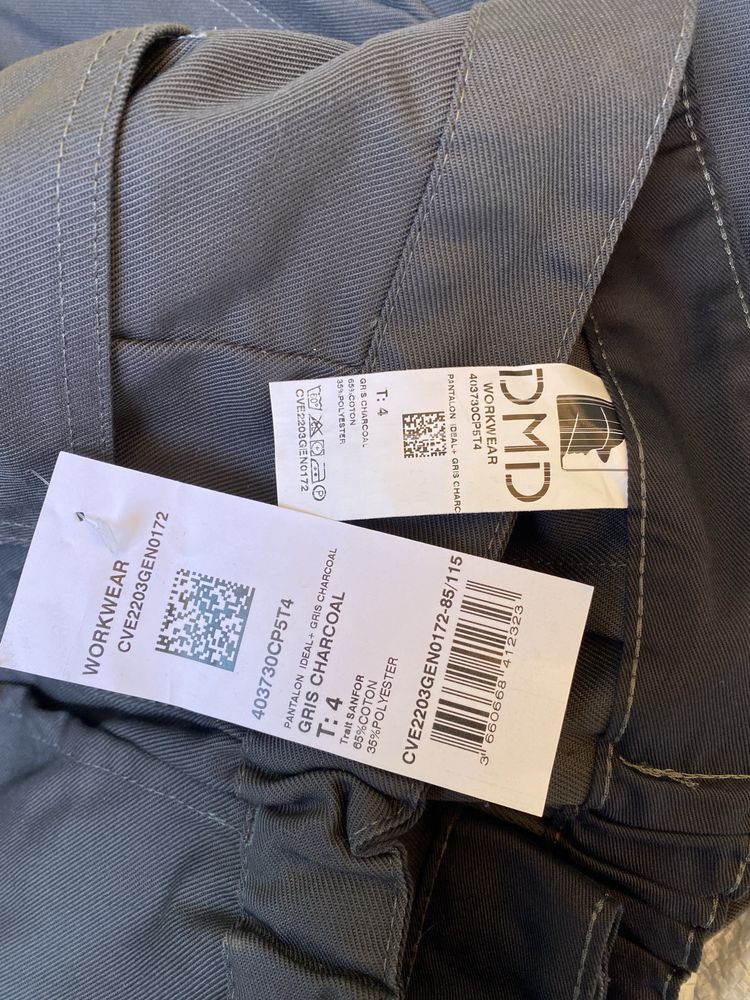 DMD
WORKWEAR
403730CP5T4
PANTALON IDEAL+ GRIS CHARC
T: 4
GRIS CHARCOAL
65%COTON
35%POLYESTER
CVE2203GEN0172
WORKWEAR
CVE2203GEN0172
403730CP5T4
PANTALON IDEAL+ GRIS CHARCOAL
GRIS CHARCOAL
T: 4
Trait SANFOR
65%COTON
35%POLYESTER
CVE2203GEN0172-85/115
3 660668 412323